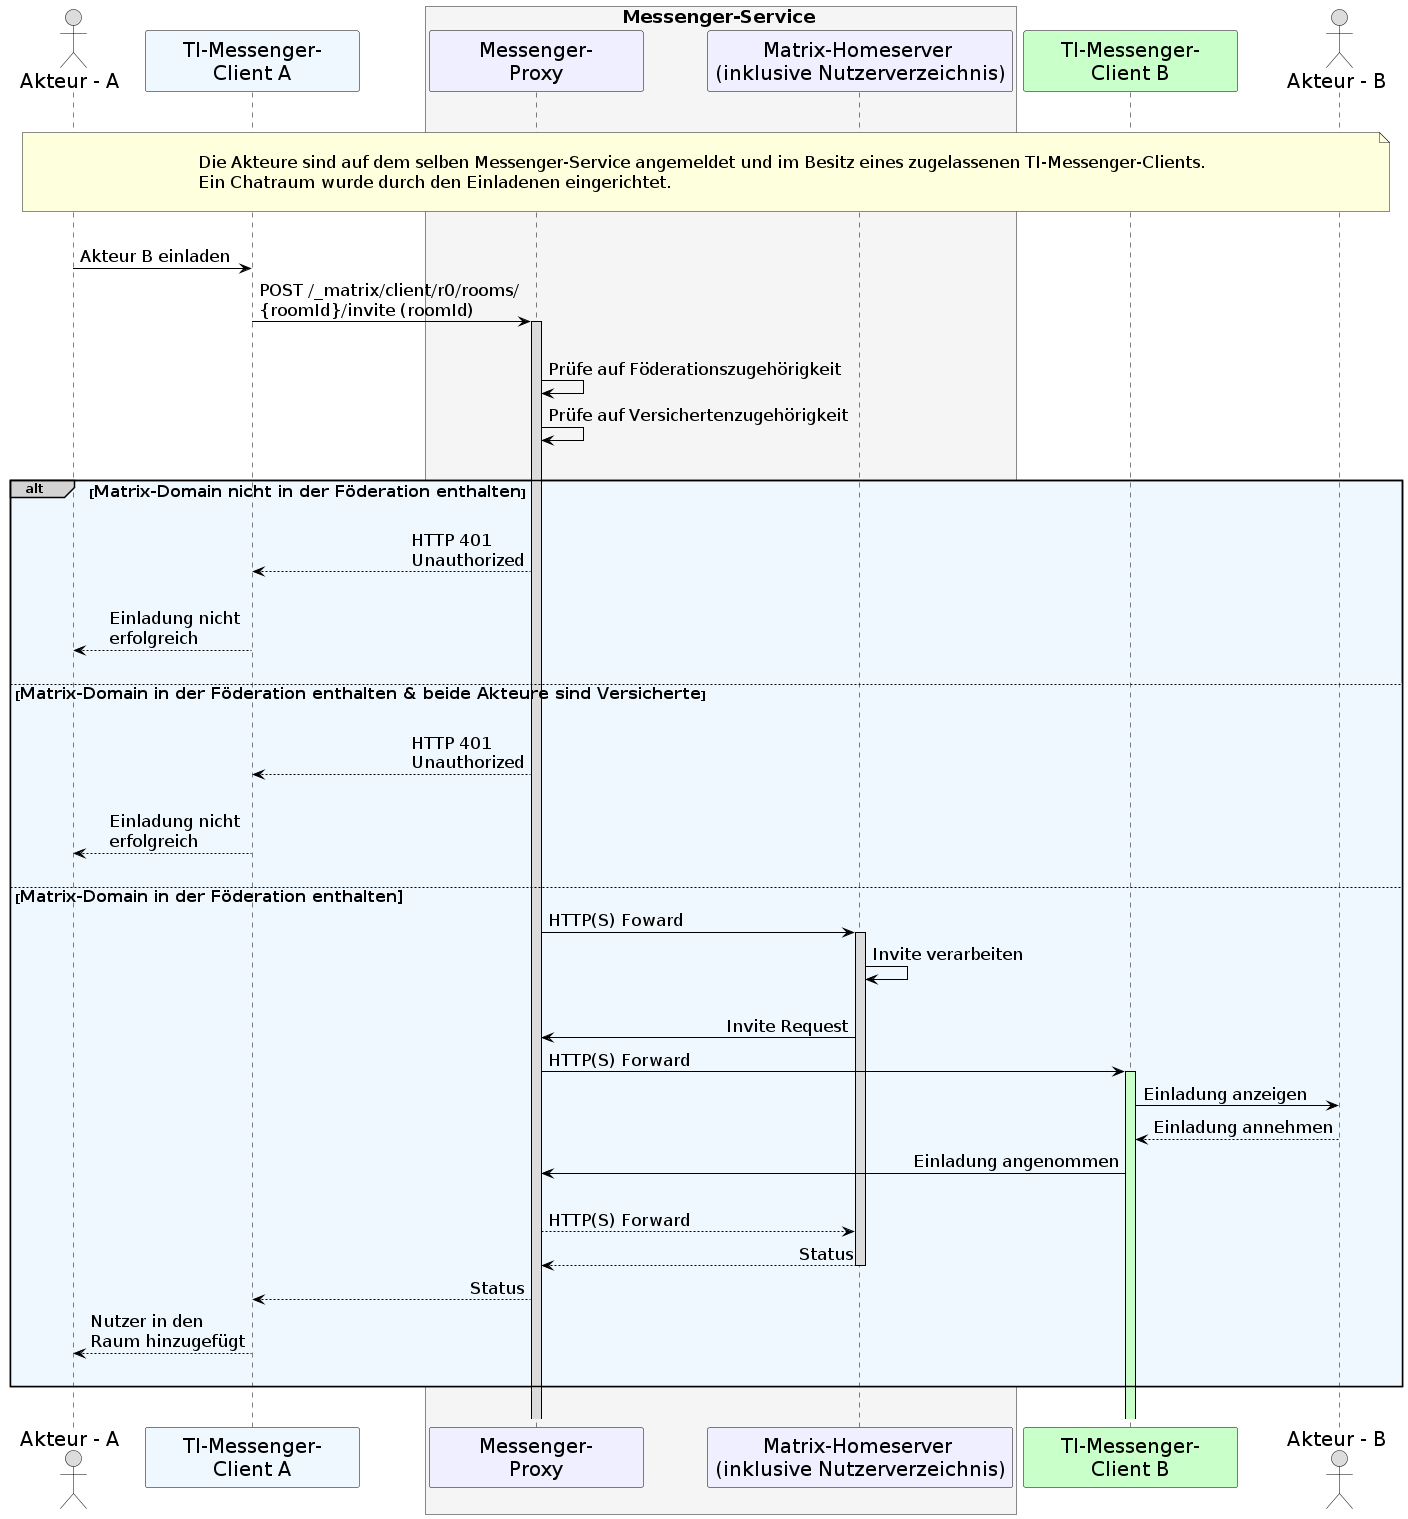 Messenger-Service
Akteur - A
TI-Messenger-
Client A
Messenger-
Proxy
Matrix-Homeserver
(inklusive Nutzerverzeichnis)
TI-Messenger-
Client B
Akteur - B
Die Akteure sind auf dem selben Messenger-Service angemeldet und im Besitz eines zugelassenen TI-Messenger-Clients.
Ein Chatraum wurde durch den Einladenen eingerichtet.
Akteur B einladen
POST /_matrix/client/r0/rooms/
{roomId}/invite (roomId)
Prüfe auf Föderationszugehörigkeit
Prüfe auf Versichertenzugehörigkeit
alt
[Matrix-Domain nicht in der Föderation enthalten]
HTTP 401
Unauthorized
Einladung nicht
erfolgreich
[Matrix-Domain in der Föderation enthalten & beide Akteure sind Versicherte]
HTTP 401
Unauthorized
Einladung nicht
erfolgreich
[Matrix-Domain in der Föderation enthalten]
HTTP(S) Foward
Invite verarbeiten
Invite Request
HTTP(S) Forward
Einladung anzeigen
Einladung annehmen
Einladung angenommen
HTTP(S) Forward
Status
Status
Nutzer in den
Raum hinzugefügt
Akteur - A
TI-Messenger-
Client A
Messenger-
Proxy
Matrix-Homeserver
(inklusive Nutzerverzeichnis)
TI-Messenger-
Client B
Akteur - B